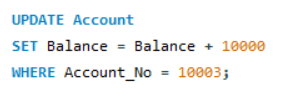 UPDATE Account
SET Balance = Balance + 10000
WHERE Account_No = 10003;